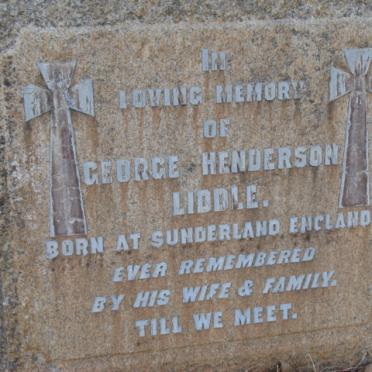 IN
LOVING MEMORY
OF
GEORGE HENDERSON
LIDDLE.
BORN AT SUNDERLAND ENGLAND
EVER REMEMBERED
BY HIS WIFE & FAMILY.
TILL WE MEET.